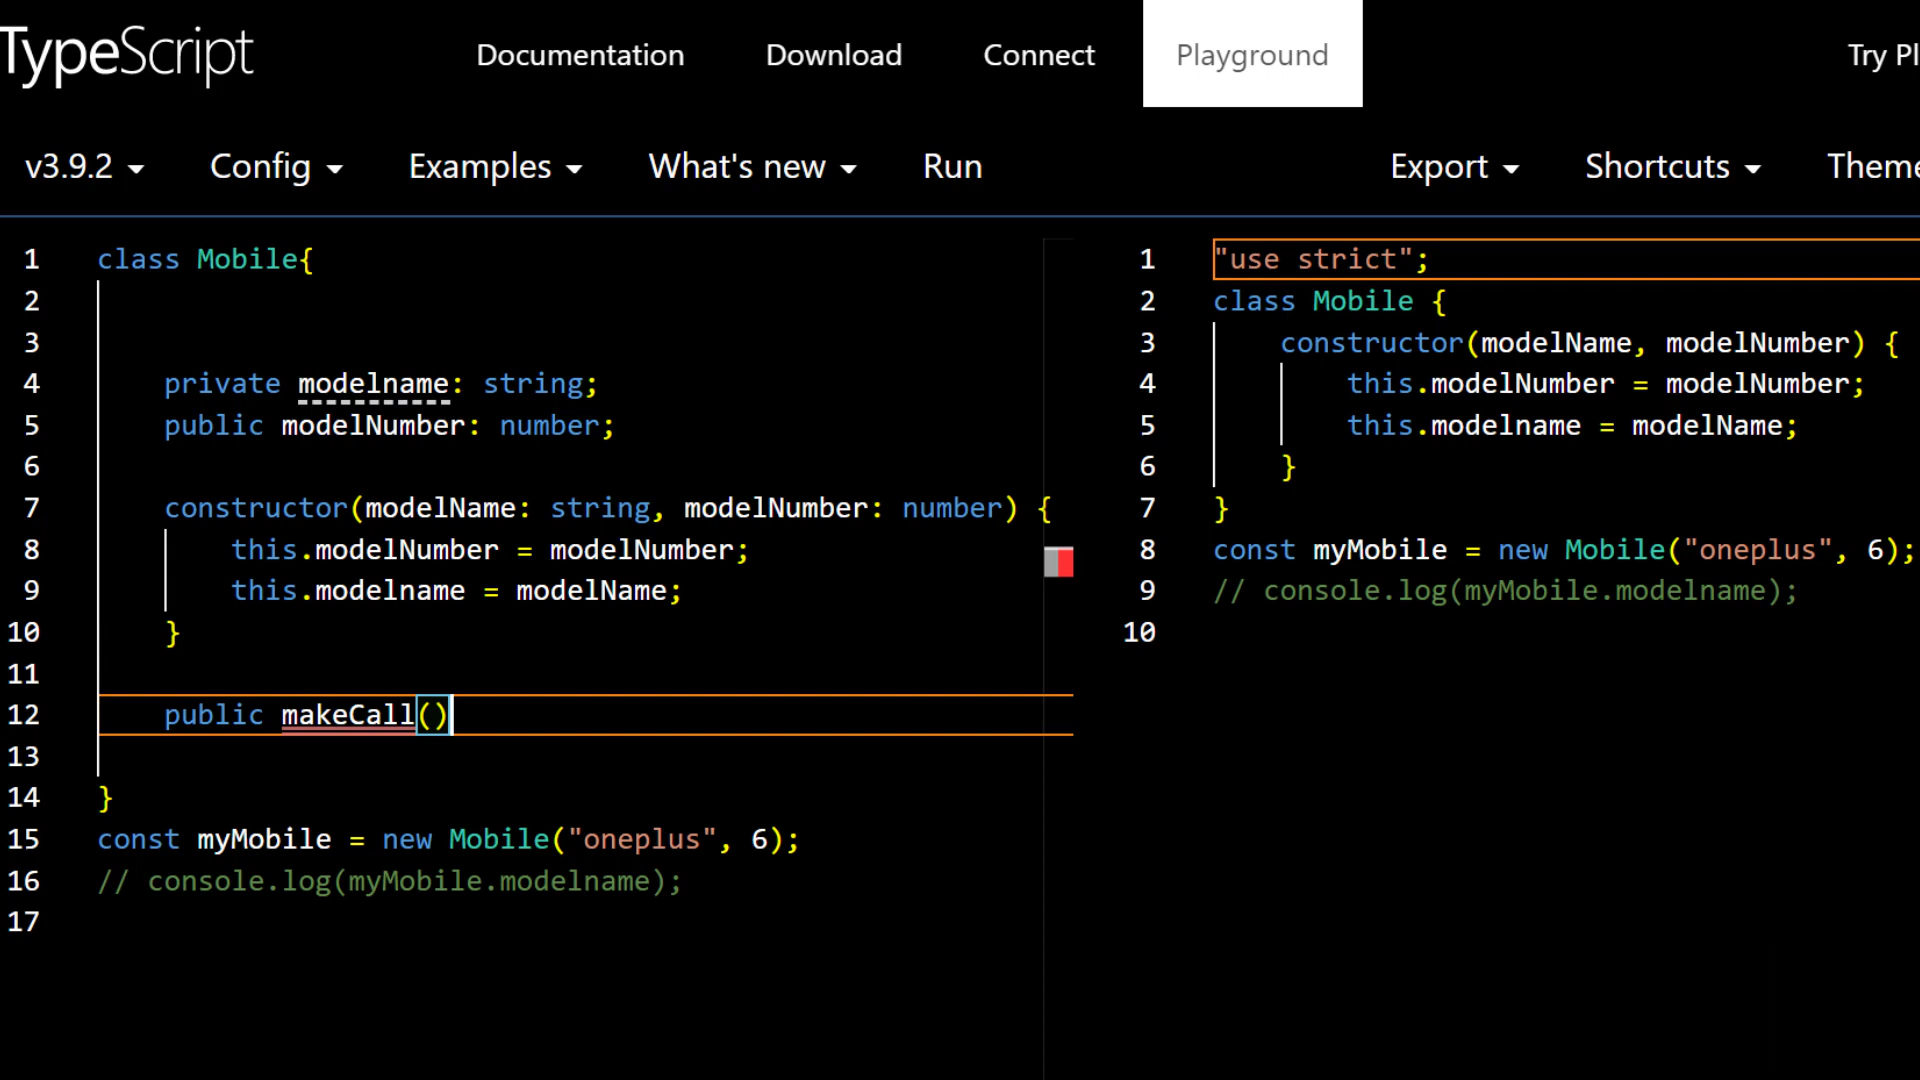 TypeScript
Documentation Download Connect Playground Try Pl
v3.9.2 Config Examples What's new Run Export Shortcuts Theme
1 class Mobile{
2
3
4 private modelname: string;
5 public modelNumber: number;
6
7 constructor(modelName: string, modelNumber: number) {
8 this.modelNumber = modelNumber;
9 this.modelname = modelName;
10 }
11
12 public makeCall()
13
14 }
15 const myMobile = new Mobile("oneplus", 6);
16 // console.log(myMobile.modelname);
17
1 "use strict";
2 class Mobile {
3 constructor(modelName, modelNumber) {
4 this.modelNumber = modelNumber;
5 this.modelname = modelName;
6 }
7 }
8 const myMobile = new Mobile("oneplus", 6);
9 // console.log(myMobile.modelname);
10